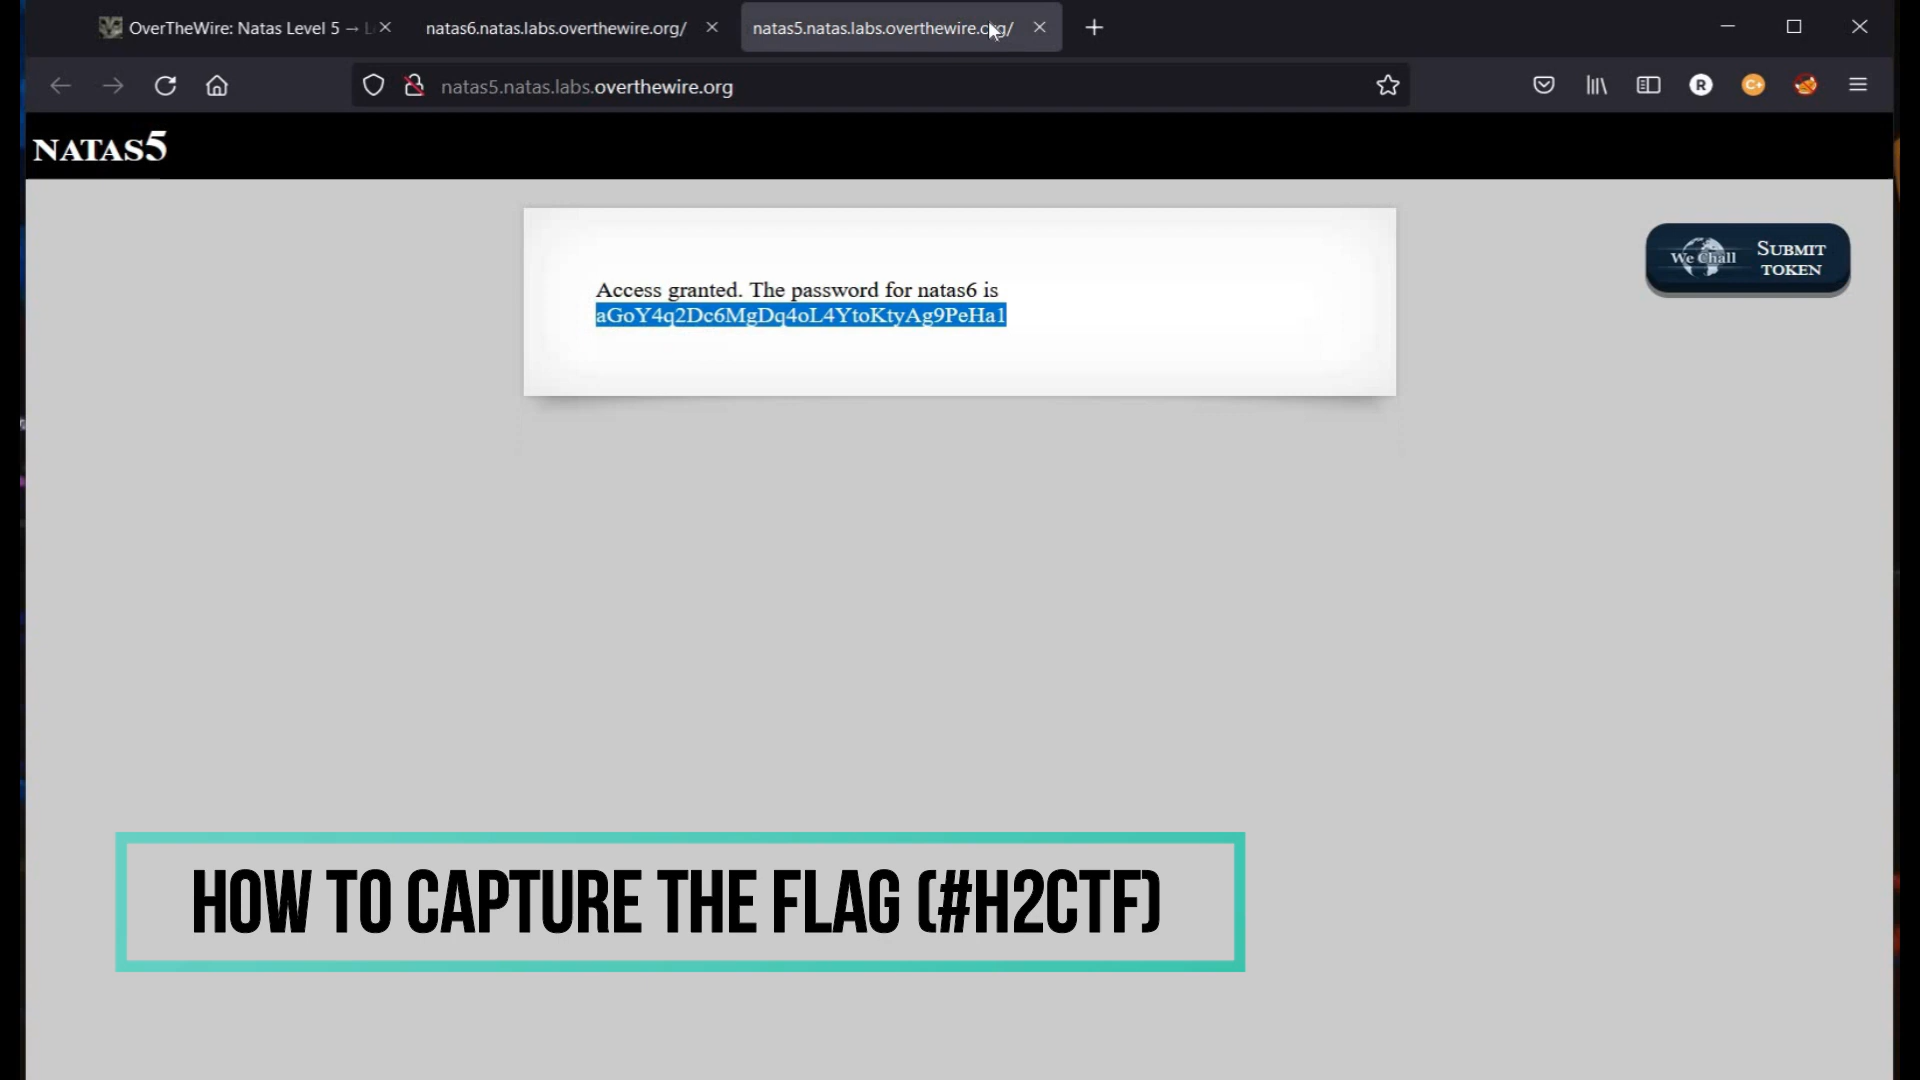 OverTheWire: Natas Level 5 →
natas6.natas.labs.overthewire.org/
natas5.natas.labs.overthewire.org/
natas5.natas.labs.overthewire.org
R
C+
NATAS5
Access granted. The password for natas6 is
aGoY4q2Dc6MgDq4oL4YtoKtyAg9PeHa1
We Chall
SUBMIT
TOKEN
HOW TO CAPTURE THE FLAG (#H2CTF)